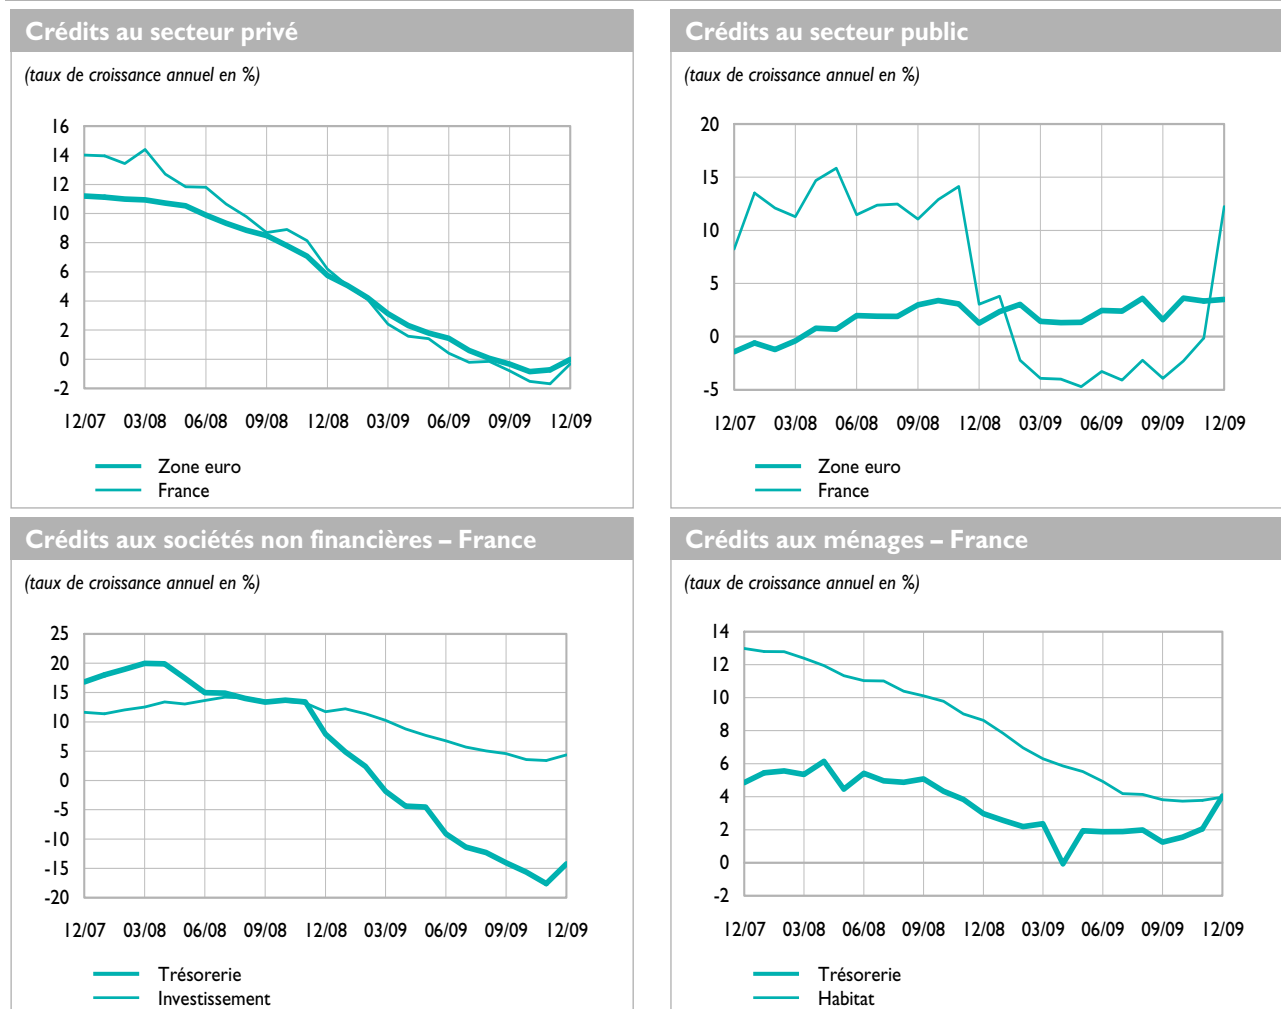 Crédits au secteur privé
(taux de croissance annuel en %)
16
14
12
10
8
6
4
2
0
-2
12/07 03/08 06/08 09/08 12/08 03/09 06/09 09/09 12/09
Zone euro
France
Crédits au secteur public
(taux de croissance annuel en %)
20
15
10
5
0
-5
12/07 03/08 06/08 09/08 12/08 03/09 06/09 09/09 12/09
Zone euro
France
Crédits aux sociétés non financières – France
(taux de croissance annuel en %)
25
20
15
10
5
0
-5
-10
-15
-20
12/07 03/08 06/08 09/08 12/08 03/09 06/09 09/09 12/09
Trésorerie
Investissement
Crédits aux ménages – France
(taux de croissance annuel en %)
14
12
10
8
6
4
2
0
-2
12/07 03/08 06/08 09/08 12/08 03/09 06/09 09/09 12/09
Trésorerie
Habitat